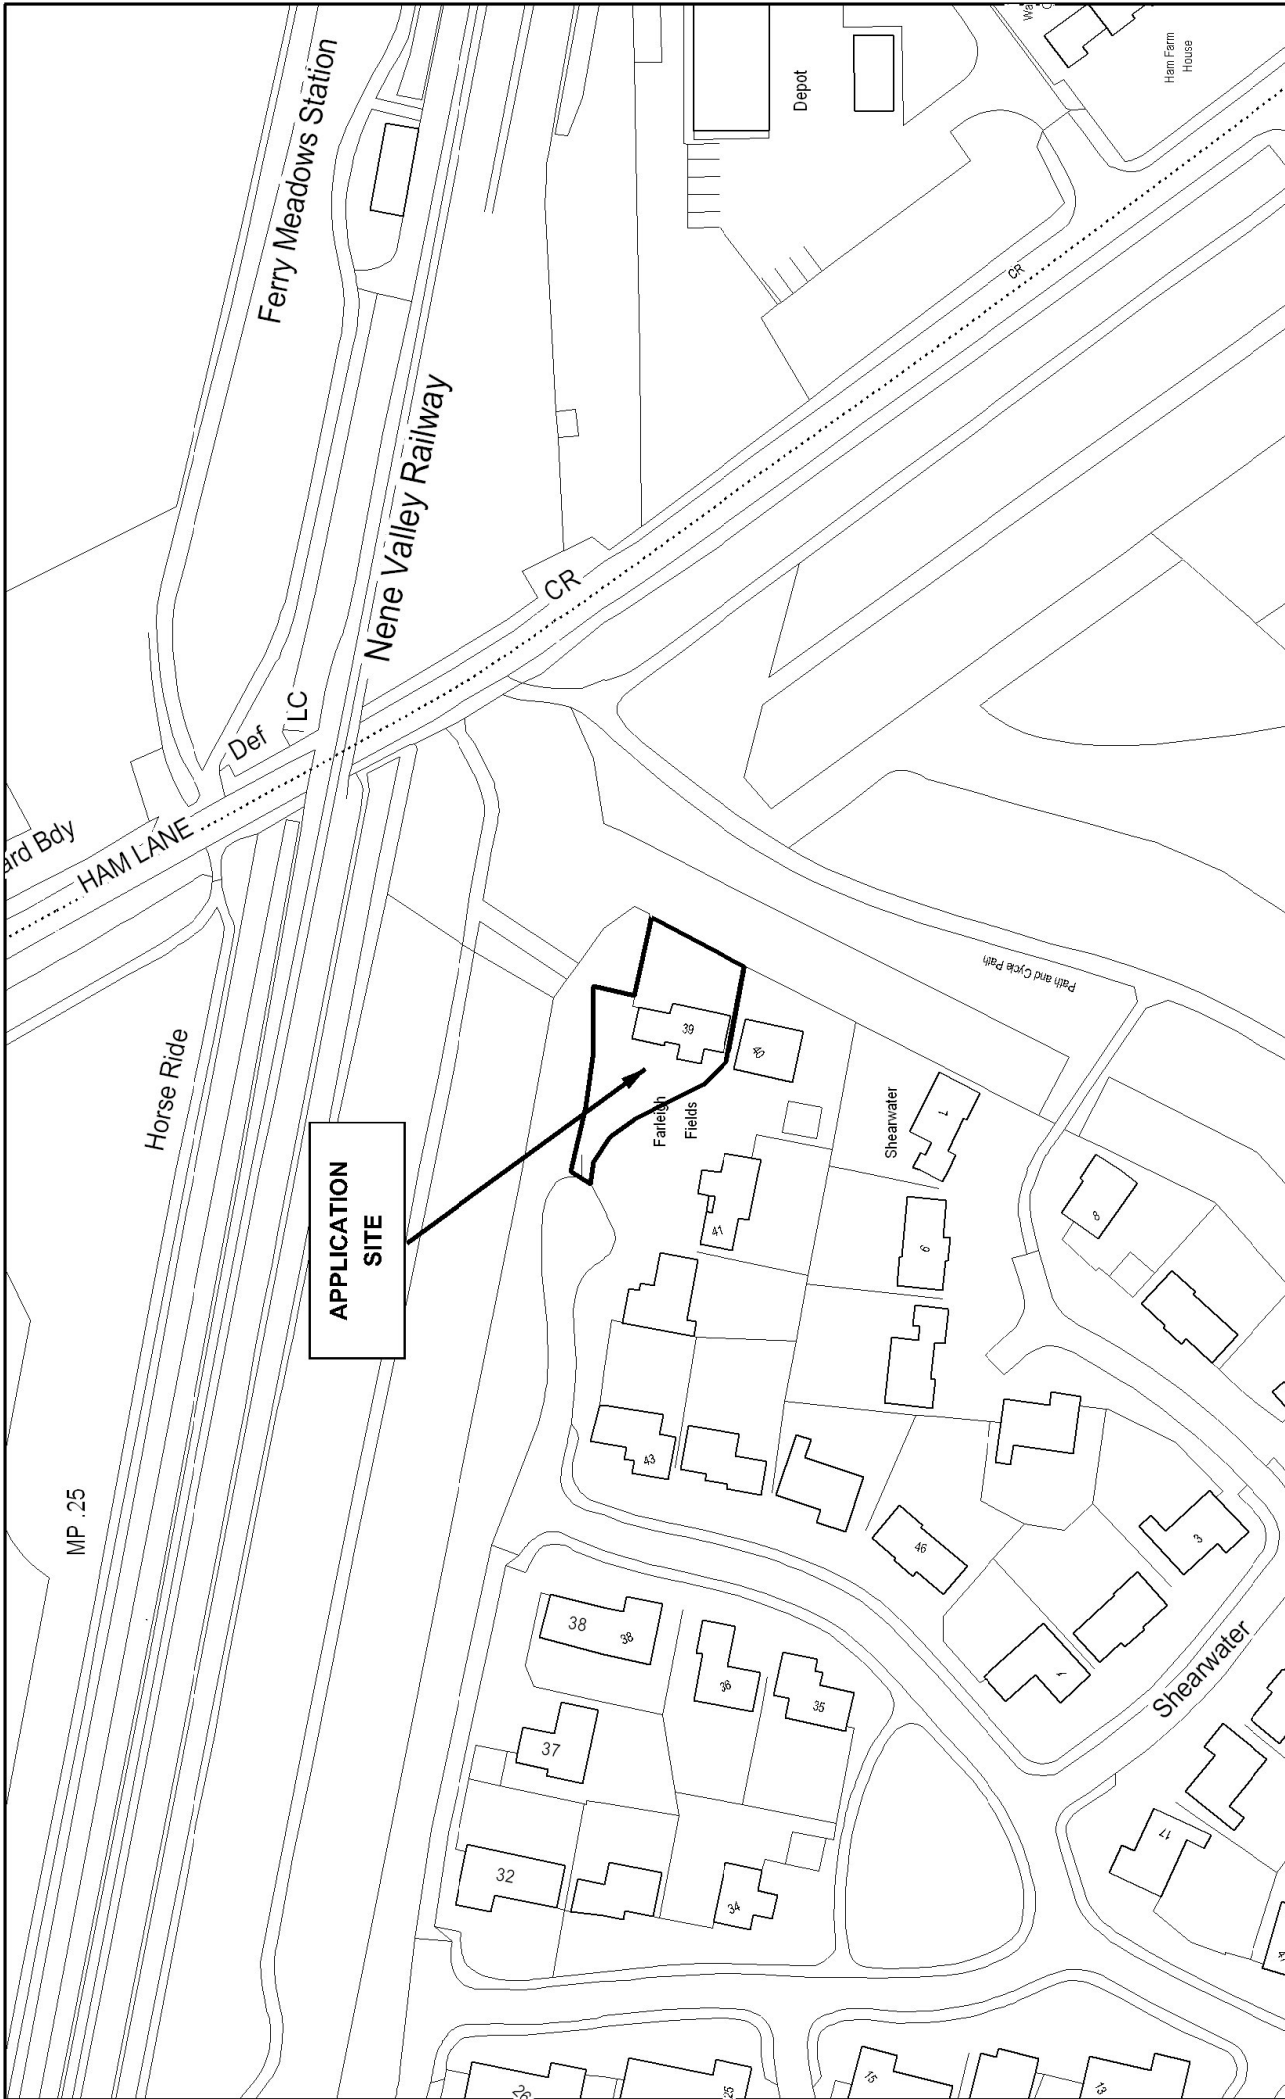 Ferry Meadows Station
Depot
Ham Farm
House
CR
Nene Valley Railway
CR
LC
Def
ard Bdy
HAM LANE
Path and Cycle Path
Horse Ride
39
40
Farleigh
Fields
APPLICATION
SITE
Shearwater
7
41
6
8
43
MP .25
46
3
38
38
36
35
37
Shearwater
32
34
17
15
13